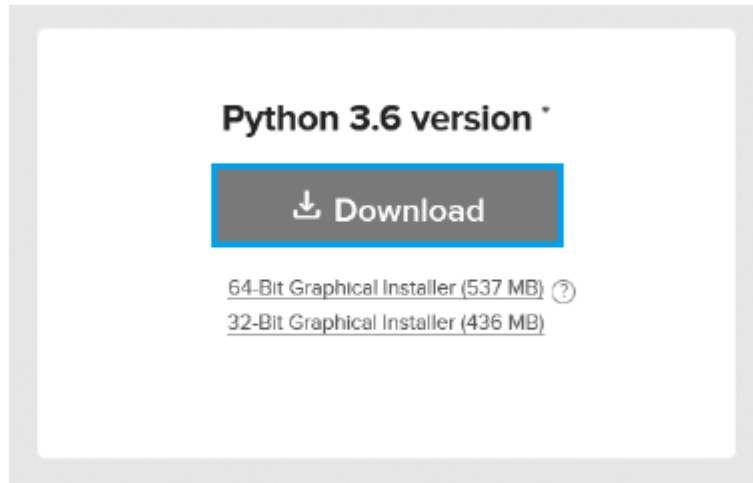 Python 3.6 version *
Download
64-Bit Graphical Installer (537 MB) ?
32-Bit Graphical Installer (436 MB)